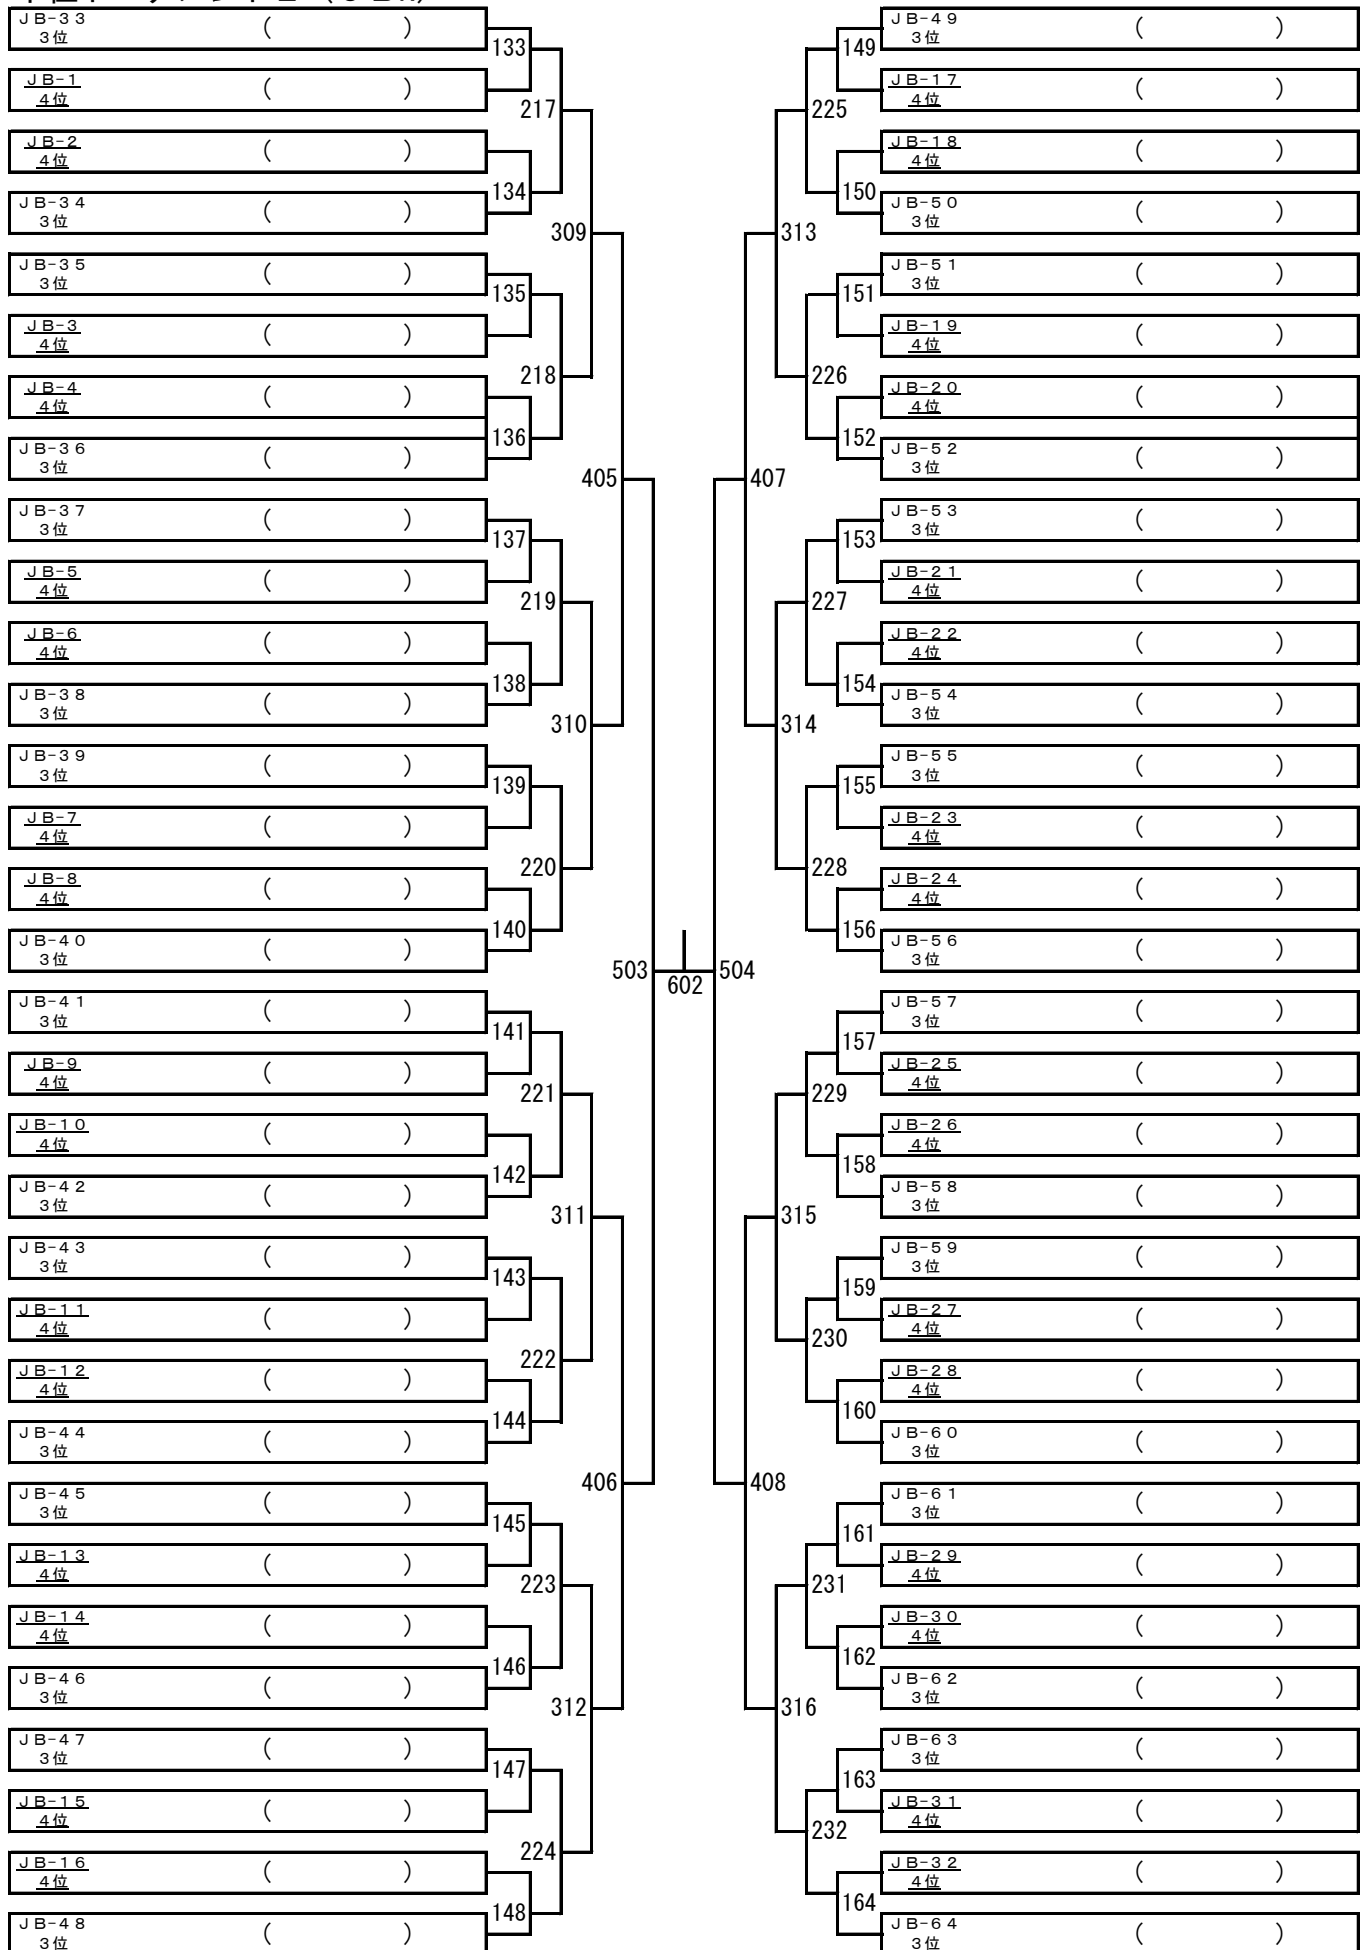 JB-33 ( )
3位
133
JB-1 ( )
4位
217
JB-2 ( )
4位
134
JB-34 ( )
3位
309
JB-35 ( )
3位
135
JB-3 ( )
4位
218
JB-4 ( )
4位
136
JB-36 ( )
3位
405
JB-37 ( )
3位
137
JB-5 ( )
4位
219
JB-6 ( )
4位
138
JB-38 ( )
3位
310
JB-39 ( )
3位
139
JB-7 ( )
4位
220
JB-8 ( )
4位
140
JB-40 ( )
3位
503
JB-41 ( )
3位
141
JB-9 ( )
4位
221
JB-10 ( )
4位
142
JB-42 ( )
3位
311
JB-43 ( )
3位
143
JB-11 ( )
4位
222
JB-12 ( )
4位
144
JB-44 ( )
3位
406
JB-45 ( )
3位
145
JB-13 ( )
4位
223
JB-14 ( )
4位
146
JB-46 ( )
3位
312
JB-47 ( )
3位
147
JB-15 ( )
4位
224
JB-16 ( )
4位
148
JB-48 ( )
3位
602
JB-49 ( )
3位
149
JB-17 ( )
4位
225
JB-18 ( )
4位
150
JB-50 ( )
3位
313
JB-51 ( )
3位
151
JB-19 ( )
4位
226
JB-20 ( )
4位
152
JB-52 ( )
3位
407
JB-53 ( )
3位
153
JB-21 ( )
4位
227
JB-22 ( )
4位
154
JB-54 ( )
3位
314
JB-55 ( )
3位
155
JB-23 ( )
4位
228
JB-24 ( )
4位
156
JB-56 ( )
3位
504
JB-57 ( )
3位
157
JB-25 ( )
4位
229
JB-26 ( )
4位
158
JB-58 ( )
3位
315
JB-59 ( )
3位
159
JB-27 ( )
4位
230
JB-28 ( )
4位
160
JB-60 ( )
3位
408
JB-61 ( )
3位
161
JB-29 ( )
4位
231
JB-30 ( )
4位
162
JB-62 ( )
3位
316
JB-63 ( )
3位
163
JB-31 ( )
4位
232
JB-32 ( )
4位
164
JB-64 ( )
3位